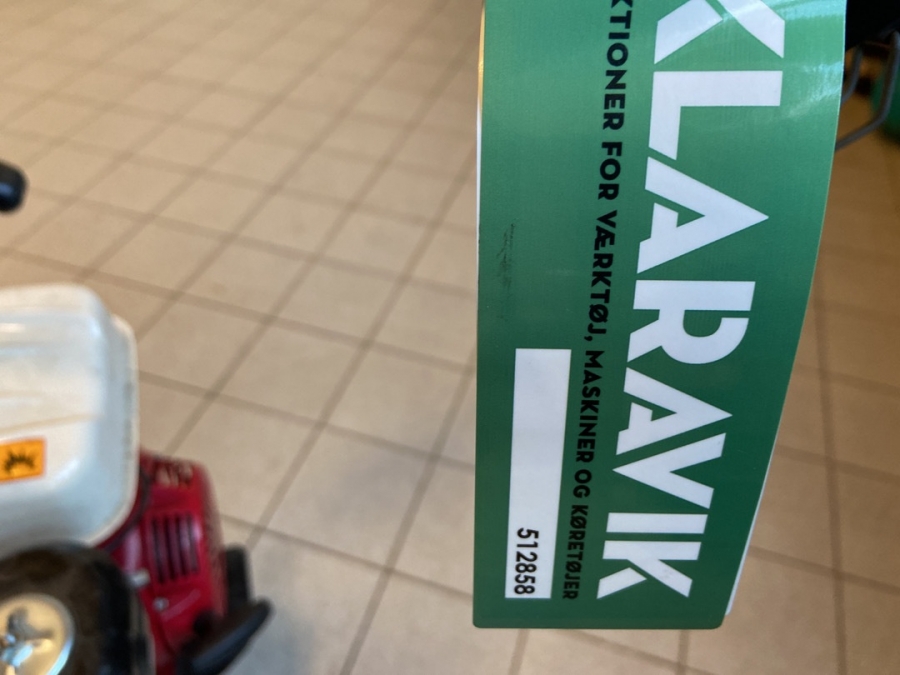 KLARAVIK
KTIONER FOR VÆRKTØJ, MASKINER OG KØRETØJER
512858